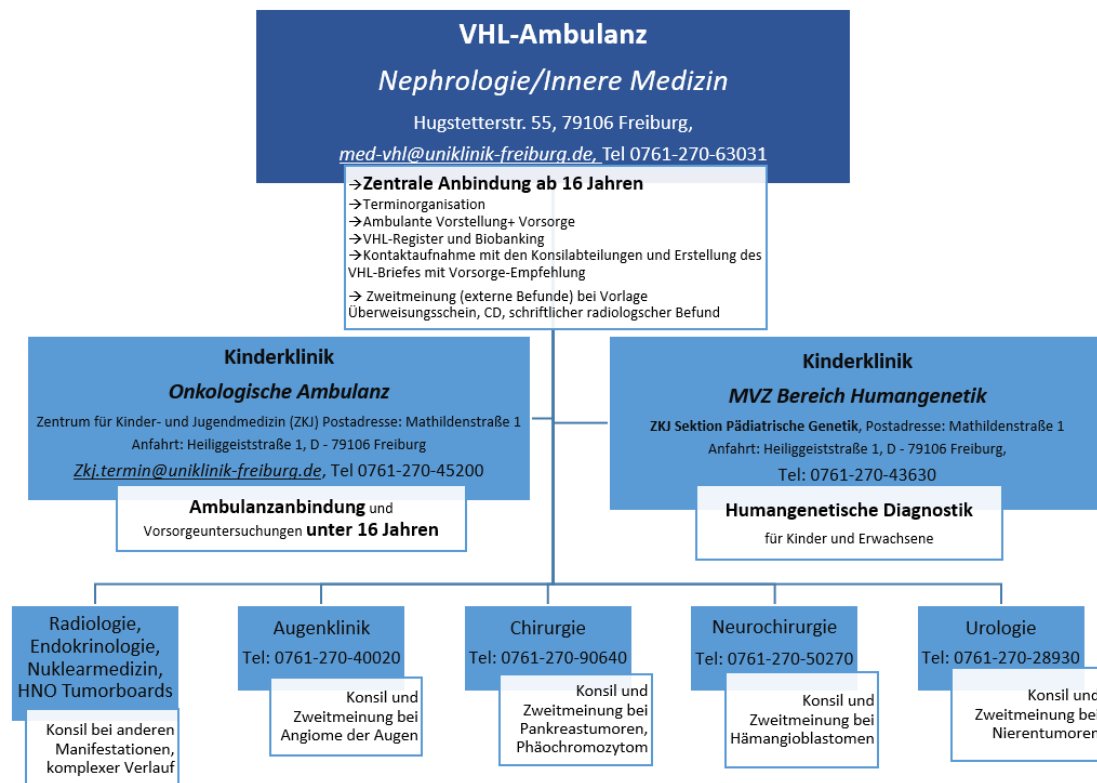 VHL-Ambulanz
Nephrologie/Innere Medizin
Hugstetterstr. 55, 79106 Freiburg,
med-vhl@uniklinik-freiburg.de, Tel 0761-270-63031
→Zentrale Anbindung ab 16 Jahren
→Terminorganisation
→Ambulante Vorstellung+ Vorsorge
→VHL-Register und Biobanking
→Kontaktaufnahme mit den Konsilabteilungen und Erstellung des
VHL-Briefes mit Vorsorge-Empfehlung
→ Zweitmeinung (externe Befunde) bei Vorlage
Überweisungsschein, CD, schriftlicher radiologscher Befund
Kinderklinik
Onkologische Ambulanz
Zentrum für Kinder- und Jugendmedizin (ZKJ) Postadresse: Mathildenstraße 1
Anfahrt: Heiliggeiststraße 1, D - 79106 Freiburg
Zkj.termin@uniklinik-freiburg.de, Tel 0761-270-45200
Ambulanzanbindung und
Vorsorgeuntersuchungen unter 16 Jahren
Kinderklinik
MVZ Bereich Humangenetik
ZKJ Sektion Pädiatrische Genetik, Postadresse: Mathildenstraße 1
Anfahrt: Heiliggeiststraße 1, D - 79106 Freiburg,
Tel: 0761-270-43630
Humangenetische Diagnostik
für Kinder und Erwachsene
Radiologie,
Endokrinologie,
Nuklearmedizin,
HNO Tumorboards
Konsil bei anderen
Manifestationen,
komplexer Verlauf
Augenklinik
Tel: 0761-270-40020
Konsil und
Zweitmeinung bei
Angiome der Augen
Chirurgie
Tel: 0761-270-90640
Konsil und
Zweitmeinung bei
Pankreastumoren,
Phäochromozytom
Neurochirurgie
Tel: 0761-270-50270
Konsil und
Zweitmeinung bei
Hämangioblastomen
Urologie
Tel: 0761-270-28930
Konsil und
Zweitmeinung bei
Nierentumoren